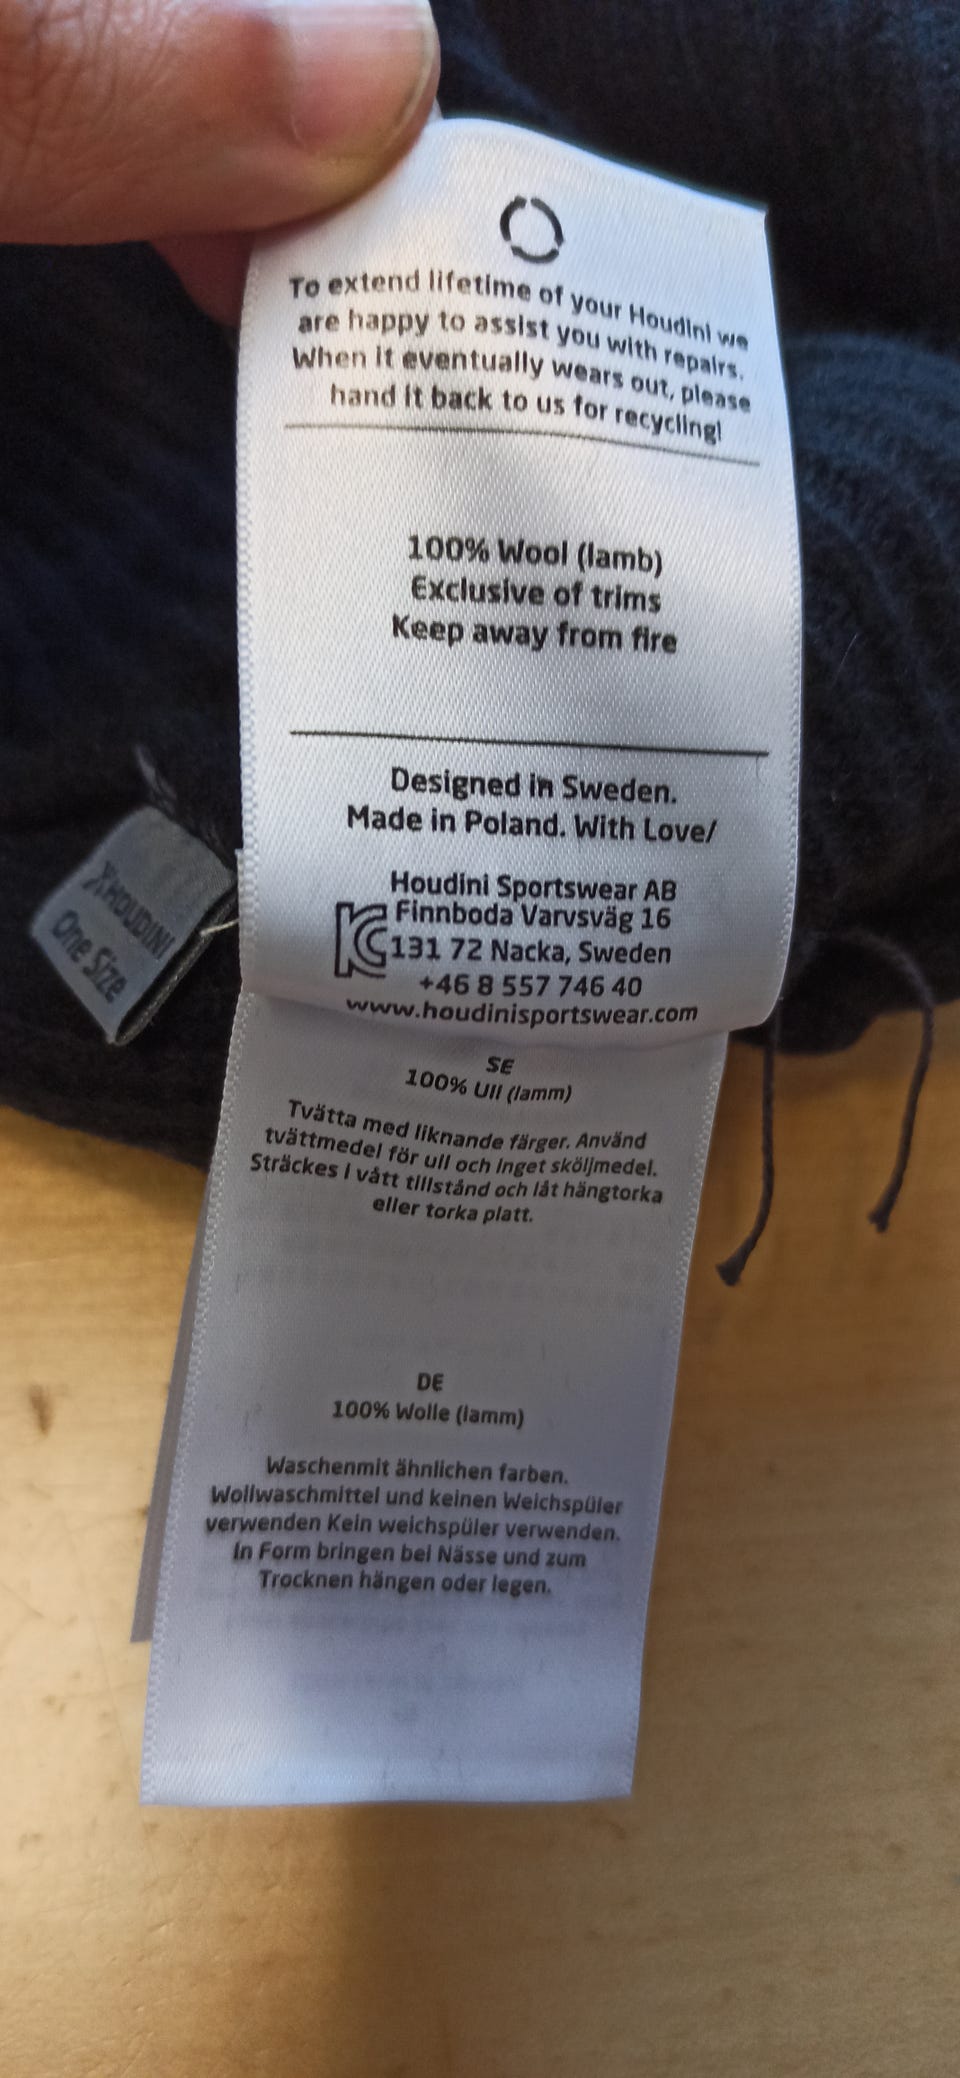 To extend lifetime of your Houdini we
are happy to assist you with repairs.
When it eventually wears out, please
hand it back to us for recycling!
100% Wool (lamb)
Exclusive of trims
Keep away from fire
Designed in Sweden.
Made in Poland. With Love/
Houdini Sportswear AB
Finnboda Varvsväg 16
131 72 Nacka, Sweden
+46 8 557 746 40
www.houdinisportswear.com
HOUDINI
One Size
SE
100% Ull (lamm)
Tvätta med liknande färger. Använd
tvättmedel för ull och inget sköljmedel.
Sträckes i vått tillstånd och låt hängtorka
eller torka platt.
DE
100% Wolle (lamm)
Waschenmit ähnlichen farben.
Wollwaschmittel und keinen Weichspüler
verwenden Kein weichspüler verwenden.
In Form bringen bei Nässe und zum
Trocknen hängen oder legen.